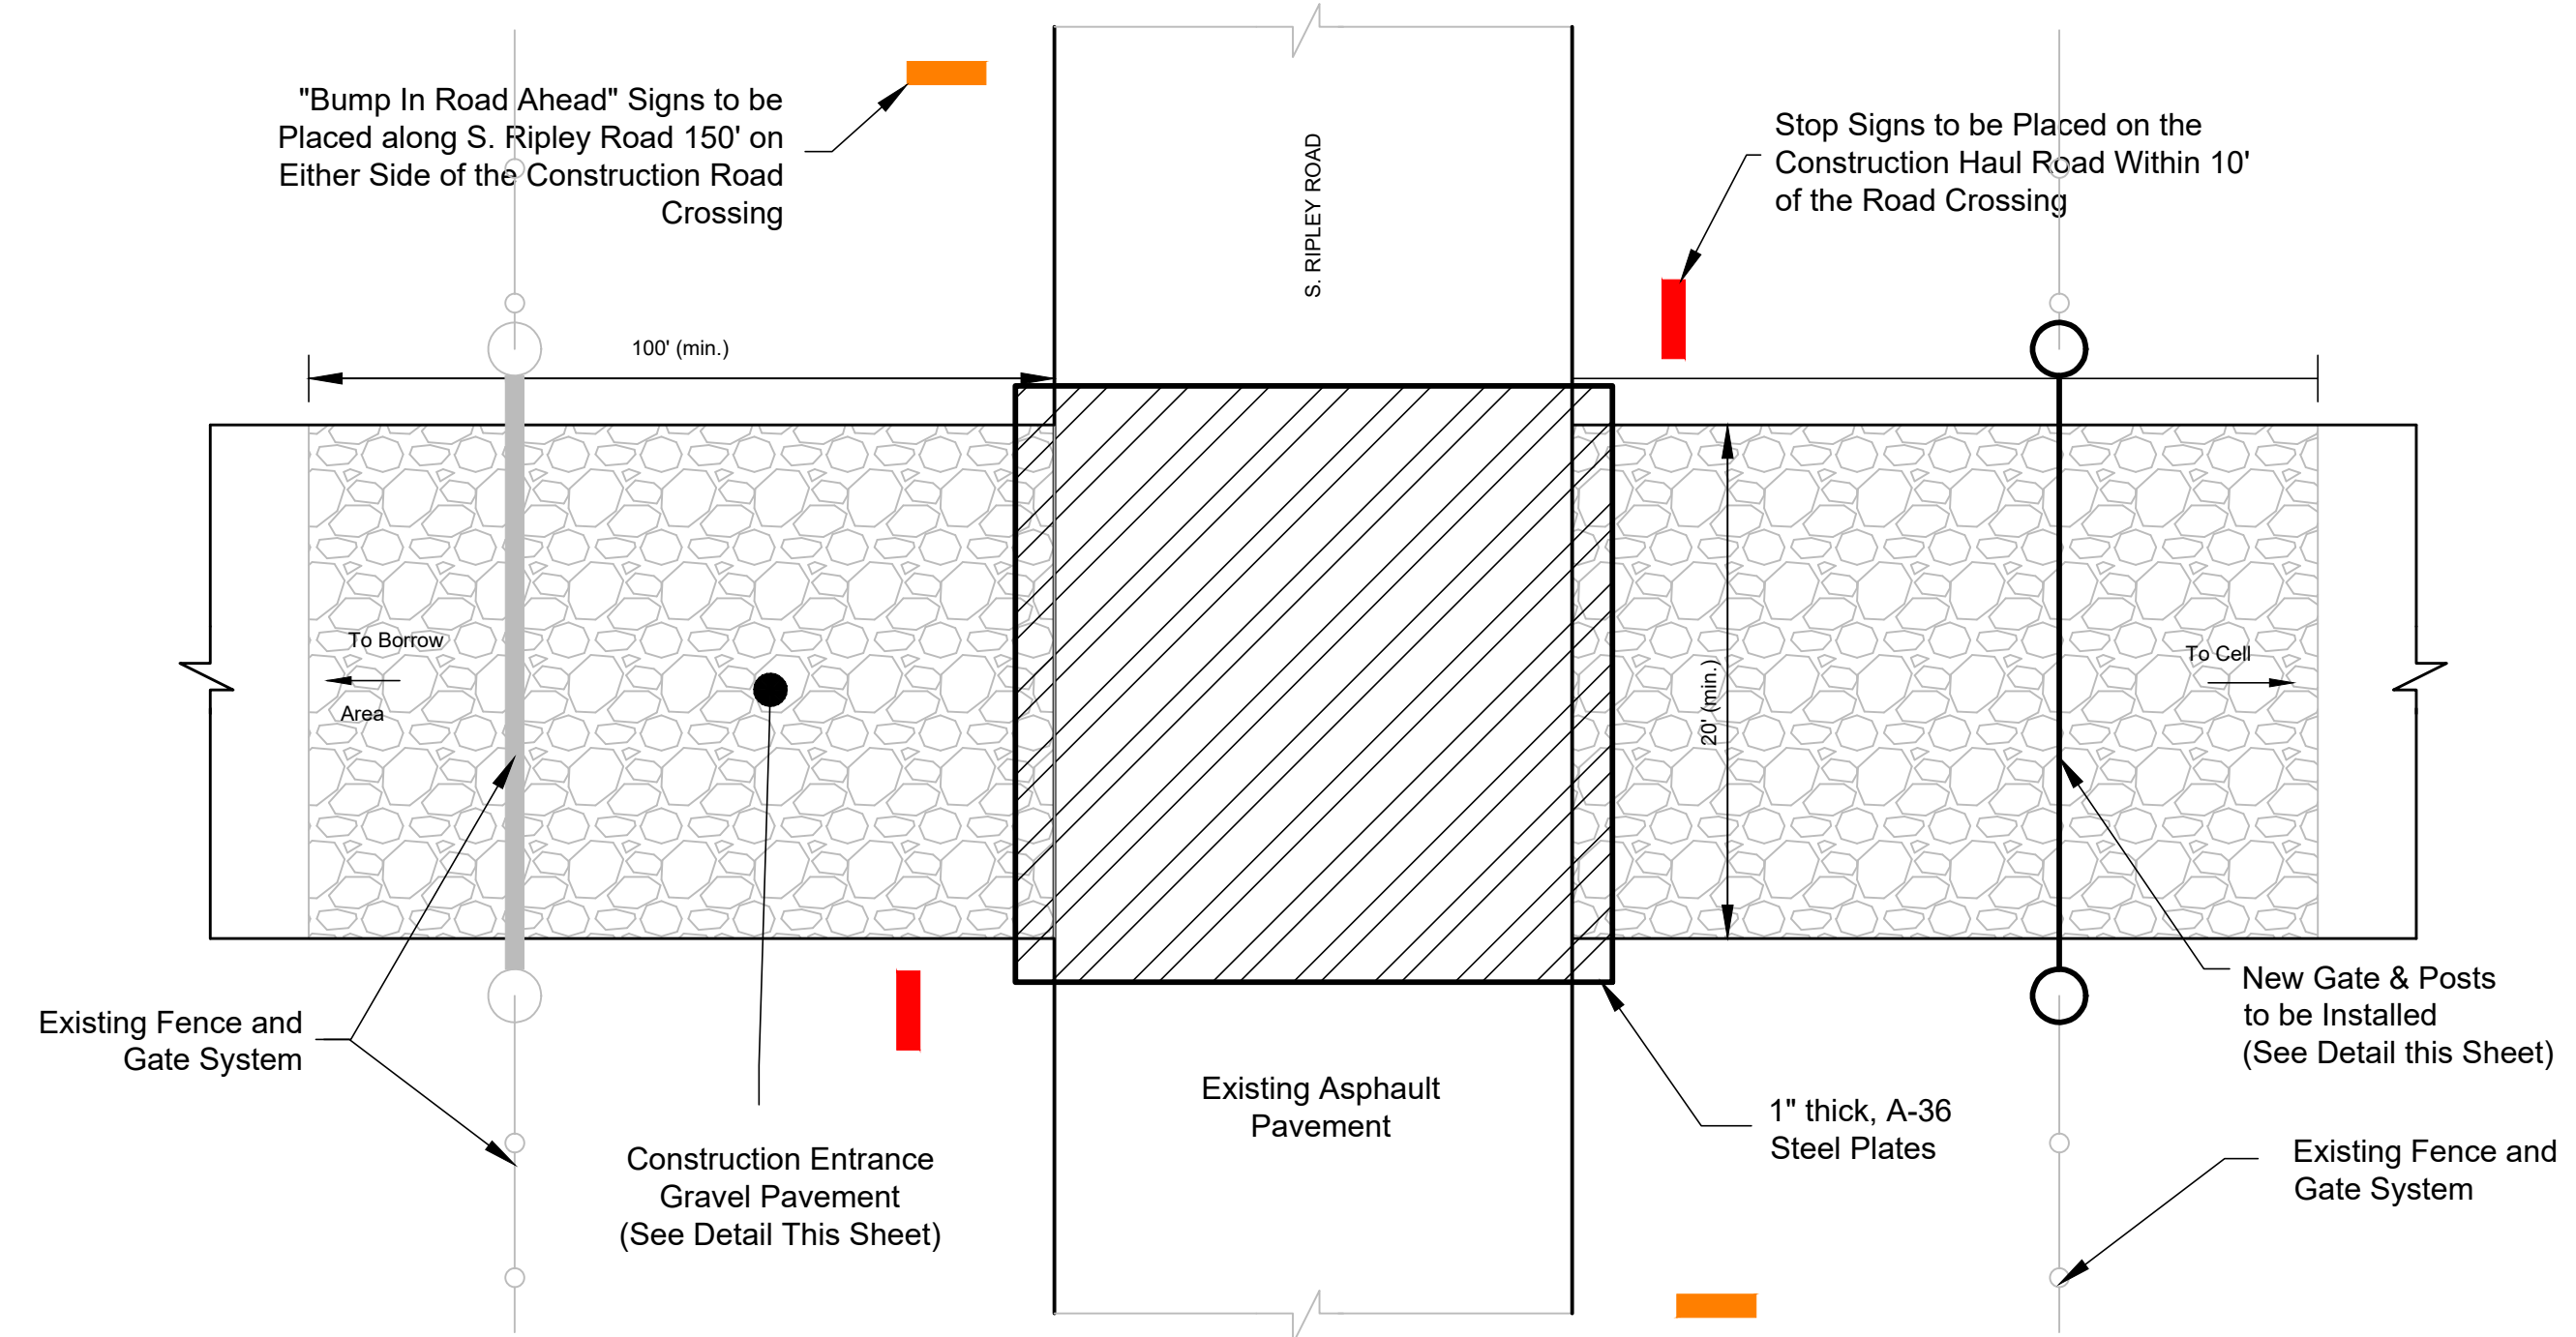 "Bump In Road Ahead" Signs to be
Placed along S. Ripley Road 150' on
Either Side of the Construction Road
Crossing
S. RIPLEY ROAD
Stop Signs to be Placed on the
Construction Haul Road Within 10'
of the Road Crossing
100' (min.)
To Borrow
Area
20' (min.)
To Cell
Existing Fence and
Gate System
Construction Entrance
Gravel Pavement
(See Detail This Sheet)
Existing Asphault
Pavement
1" thick, A-36
Steel Plates
New Gate & Posts
to be Installed
(See Detail this Sheet)
Existing Fence and
Gate System